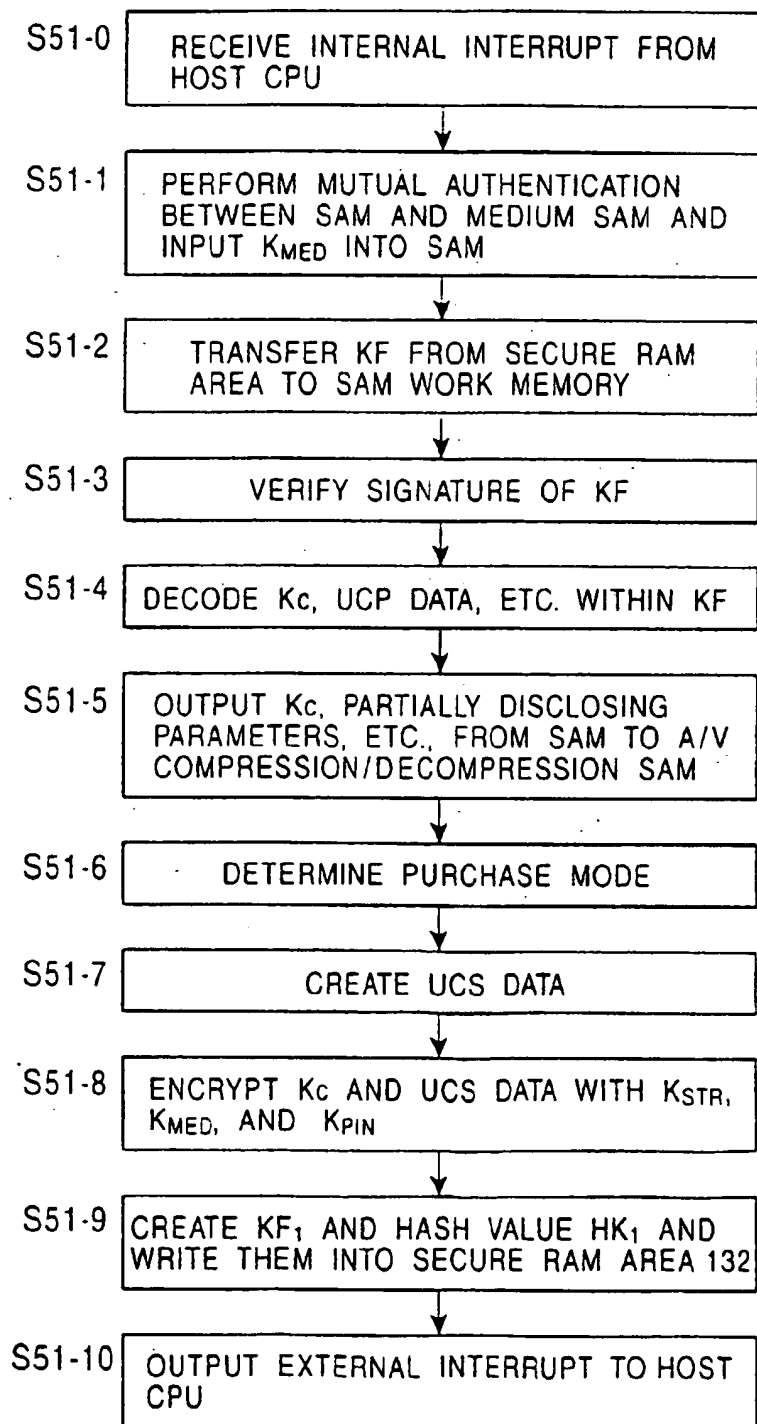 S51-0
RECEIVE INTERNAL INTERRUPT FROM
HOST CPU
S51-1
PERFORM MUTUAL AUTHENTICATION
BETWEEN SAM AND MEDIUM SAM AND
INPUT KMED INTO SAM
S51-2
TRANSFER KF FROM SECURE RAM
AREA TO SAM WORK MEMORY
S51-3
VERIFY SIGNATURE OF KF
S51-4
DECODE Kc, UCP DATA, ETC. WITHIN KF
S51-5
OUTPUT Kc, PARTIALLY DISCLOSING
PARAMETERS, ETC., FROM SAM TO A/V
COMPRESSION/DECOMPRESSION SAM
S51-6
DETERMINE PURCHASE MODE
S51-7
CREATE UCS DATA
S51-8
ENCRYPT Kc AND UCS DATA WITH KSTR,
KMED, AND KPIN
S51-9
CREATE KF1 AND HASH VALUE HK1 AND
WRITE THEM INTO SECURE RAM AREA 132
S51-10
OUTPUT EXTERNAL INTERRUPT TO HOST
CPU